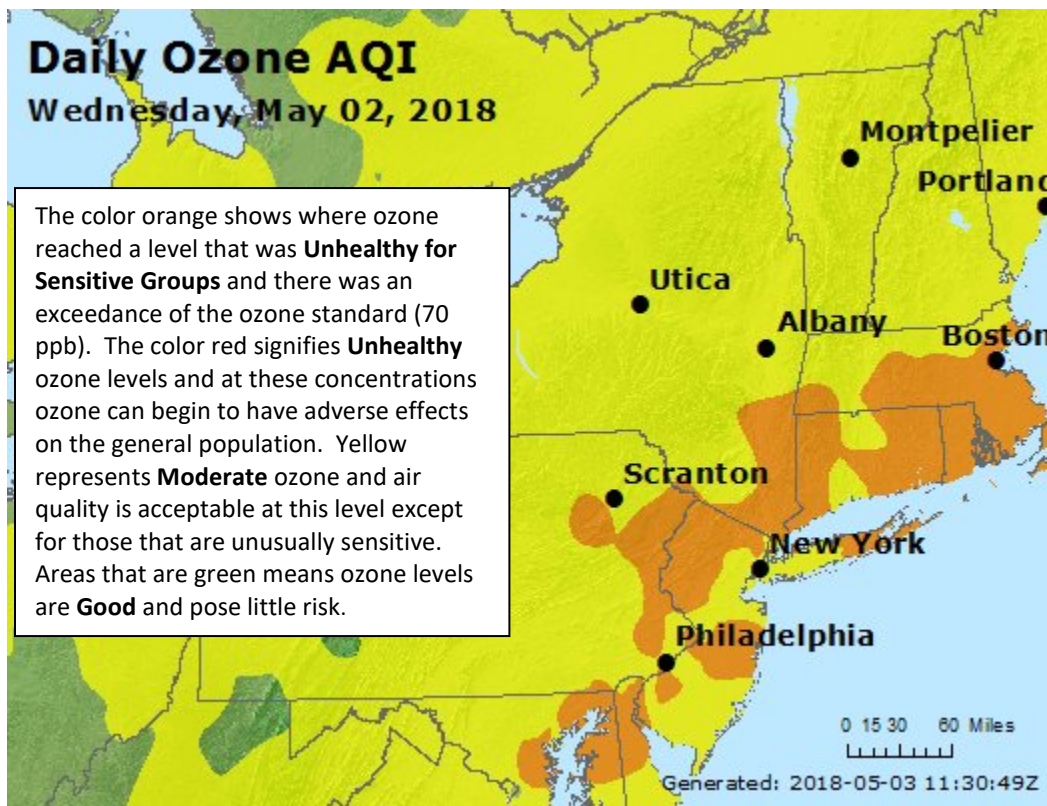 Daily Ozone AQI
Wednesday, May 02, 2018
Montpelier
Portland
The color orange shows where ozone
reached a level that was Unhealthy for
Sensitive Groups and there was an
exceedance of the ozone standard (70
ppb).  The color red signifies Unhealthy
ozone levels and at these concentrations
ozone can begin to have adverse effects
on the general population.  Yellow
represents Moderate ozone and air
quality is acceptable at this level except
for those that are unusually sensitive.
Areas that are green means ozone levels
are Good and pose little risk.
Utica
Albany
Boston
Scranton
New York
Philadelphia
0 15 30 60 Miles
Generated: 2018-05-03 11:30:49Z